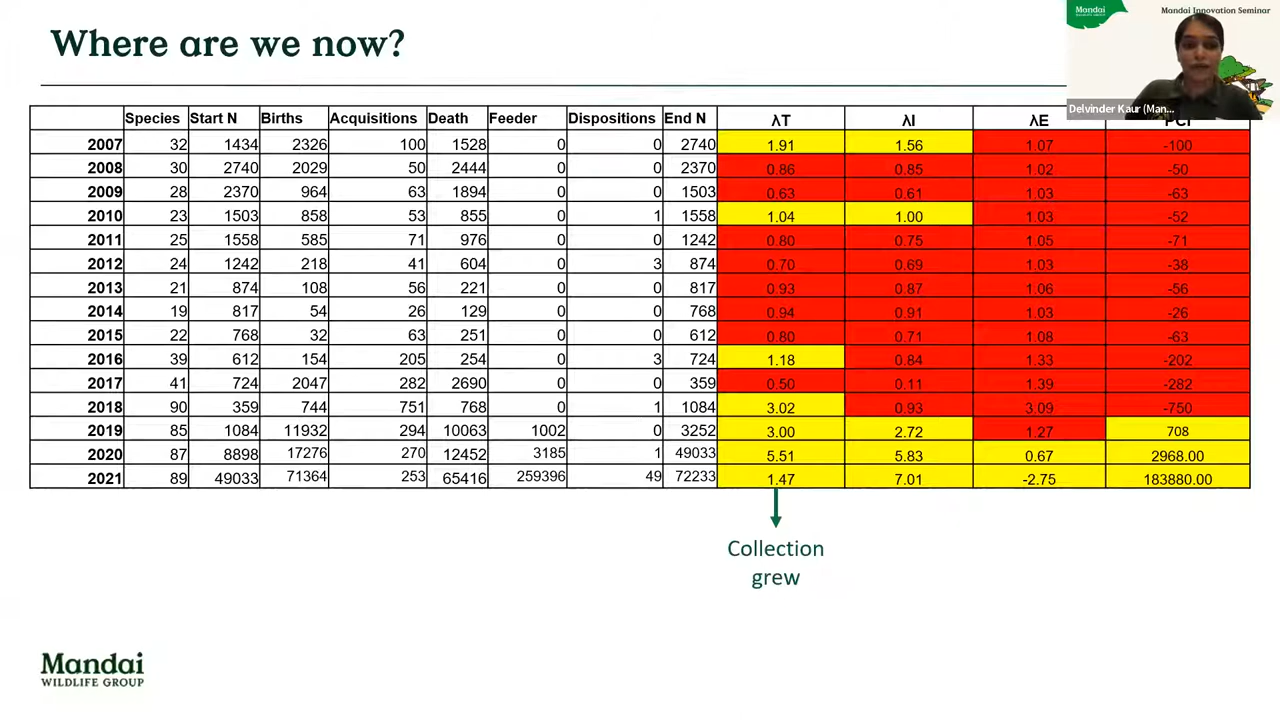 Where are we now?
Mandai
WILDLIFE GROUP
Mandai Innovation Seminar
Delvinder Kaur (Man...
Species Start N Births Acquisitions Death Feeder Dispositions End N λT λI λE PCI
2007 32 1434 2326 100 1528 0 0 2740 1.91 1.56 1.07 -100
2008 30 2740 2029 50 2444 0 0 2370 0.86 0.85 1.02 -50
2009 28 2370 964 63 1894 0 0 1503 0.63 0.61 1.03 -63
2010 23 1503 858 53 855 0 1 1558 1.04 1.00 1.03 -52
2011 25 1558 585 71 976 0 0 1242 0.80 0.75 1.05 -71
2012 24 1242 218 41 604 0 3 874 0.70 0.69 1.03 -38
2013 21 874 108 56 221 0 0 817 0.93 0.87 1.06 -56
2014 19 817 54 26 129 0 0 768 0.94 0.91 1.03 -26
2015 22 768 32 63 251 0 0 612 0.80 0.71 1.08 -63
2016 39 612 154 205 254 0 3 724 1.18 0.84 1.33 -202
2017 41 724 2047 282 2690 0 0 359 0.50 0.11 1.39 -282
2018 90 359 744 751 768 0 1 1084 3.02 0.93 3.09 -750
2019 85 1084 11932 294 10063 1002 0 3252 3.00 2.72 1.27 708
2020 87 8898 17276 270 12452 3185 1 49033 5.51 5.83 0.67 2968.00
2021 89 49033 71364 253 65416 259396 49 72233 1.47 7.01 -2.75 183880.00
Collection
grew
Mandai
WILDLIFE GROUP